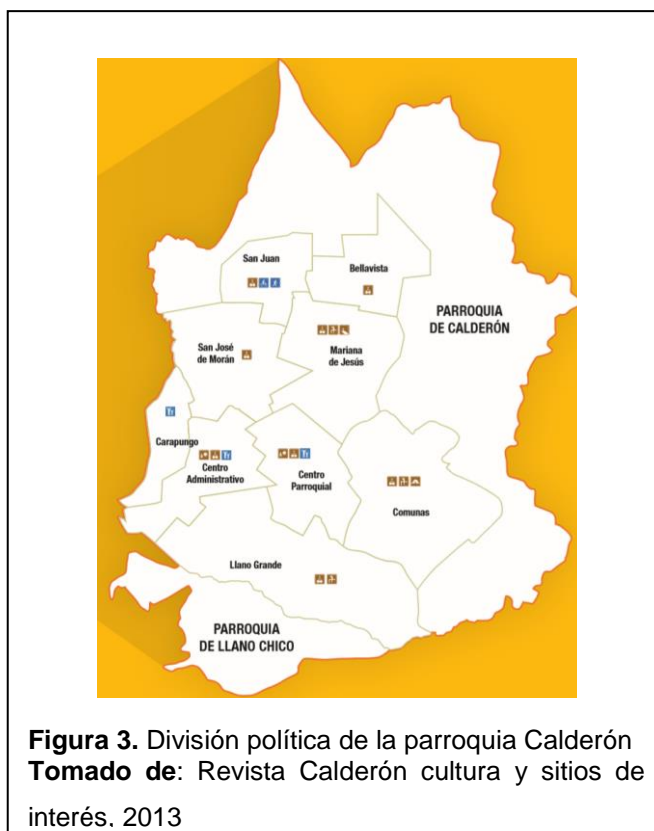 San Juan
Bellavista
PARROQUIA
DE CALDERÓN
San José
de Morán
Mariana
de Jesús
Carapungo
Centro
Administrativo
Centro
Parroquial
Comunas
Llano Grande
PARROQUIA
DE LLANO CHICO
Figura 3. División política de la parroquia Calderón
Tomado de: Revista Calderón cultura y sitios de
interés, 2013